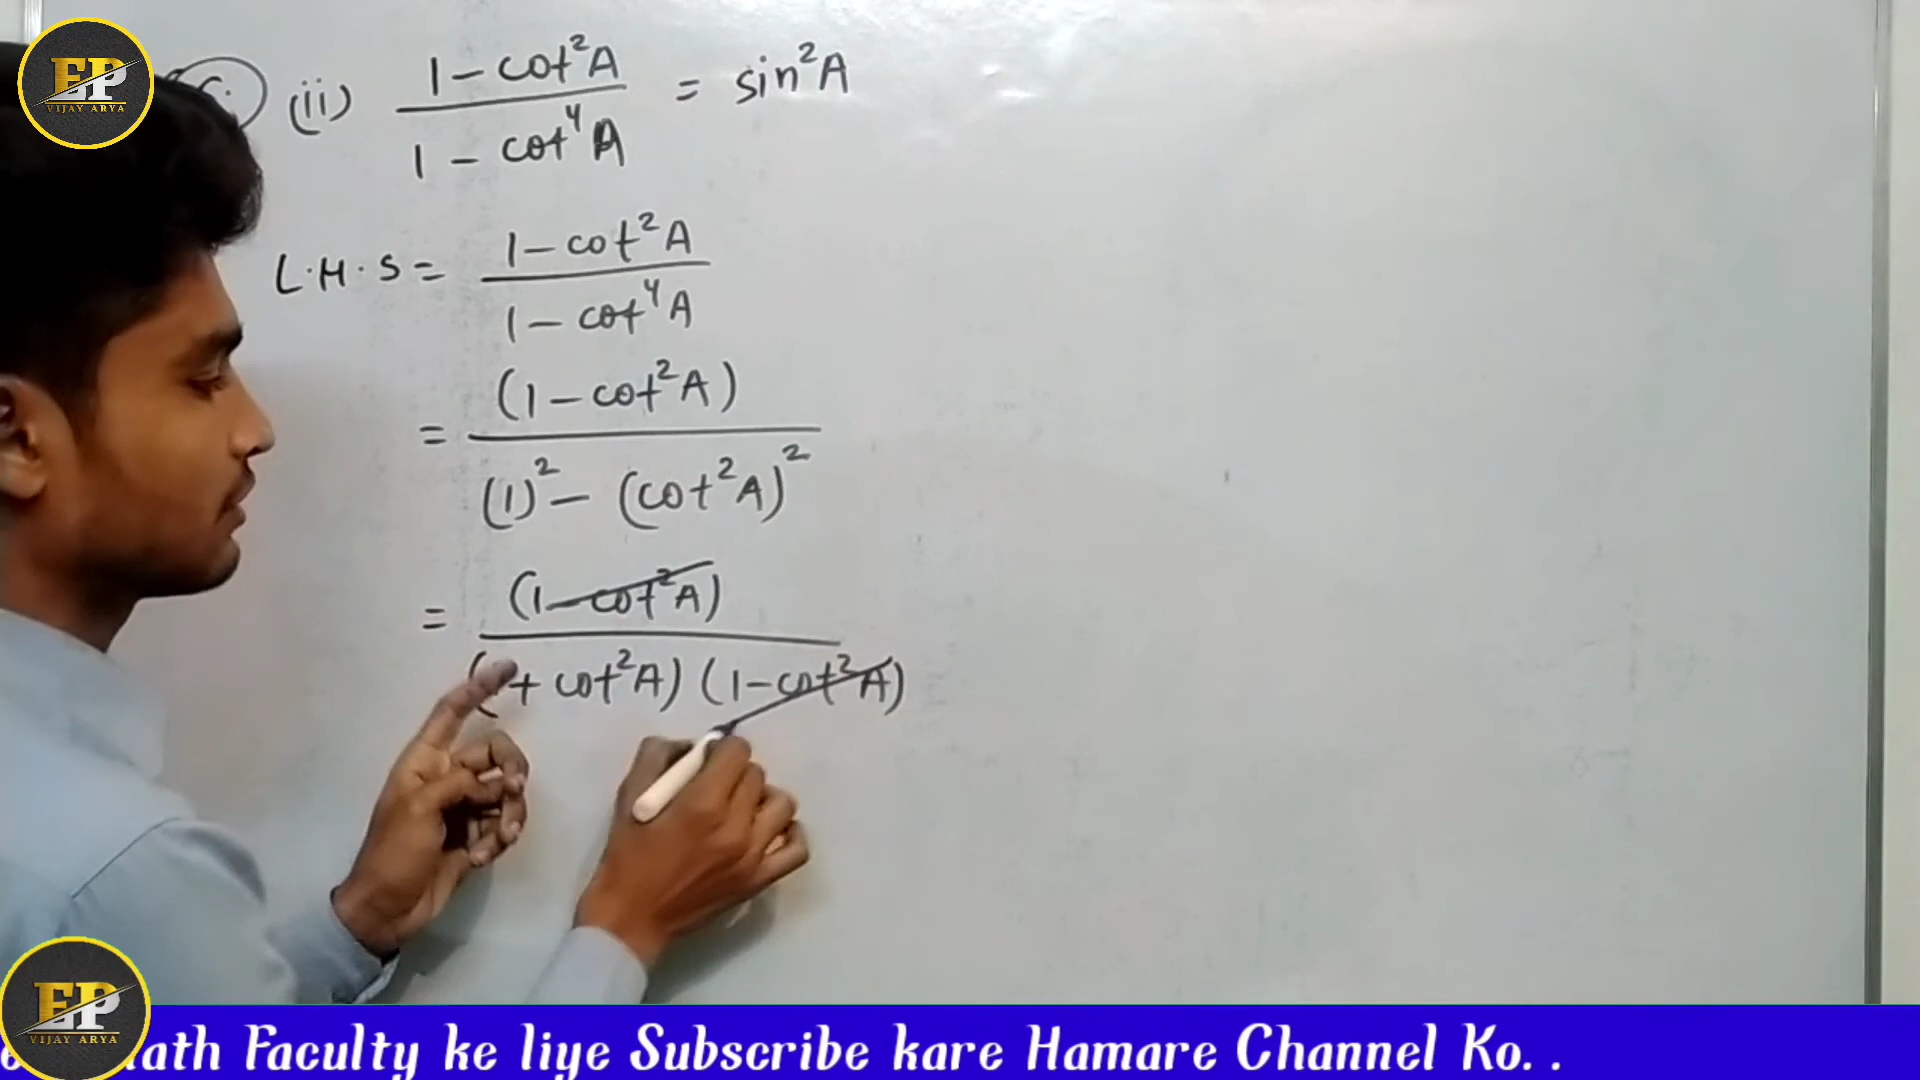 EP
VIJAY ARYA
(ii) 1 - cot²A / 1 - cot⁴A = sin²A
L.H.S = 1 - cot²A / 1 - cot⁴A
= (1 - cot²A) / (1)² - (cot²A)²
= (1 - cot²A) / (1 + cot²A) (1 - cot²A)
EP
VIJAY ARYA
ath Faculty ke liye Subscribe kare Hamare Channel Ko. .